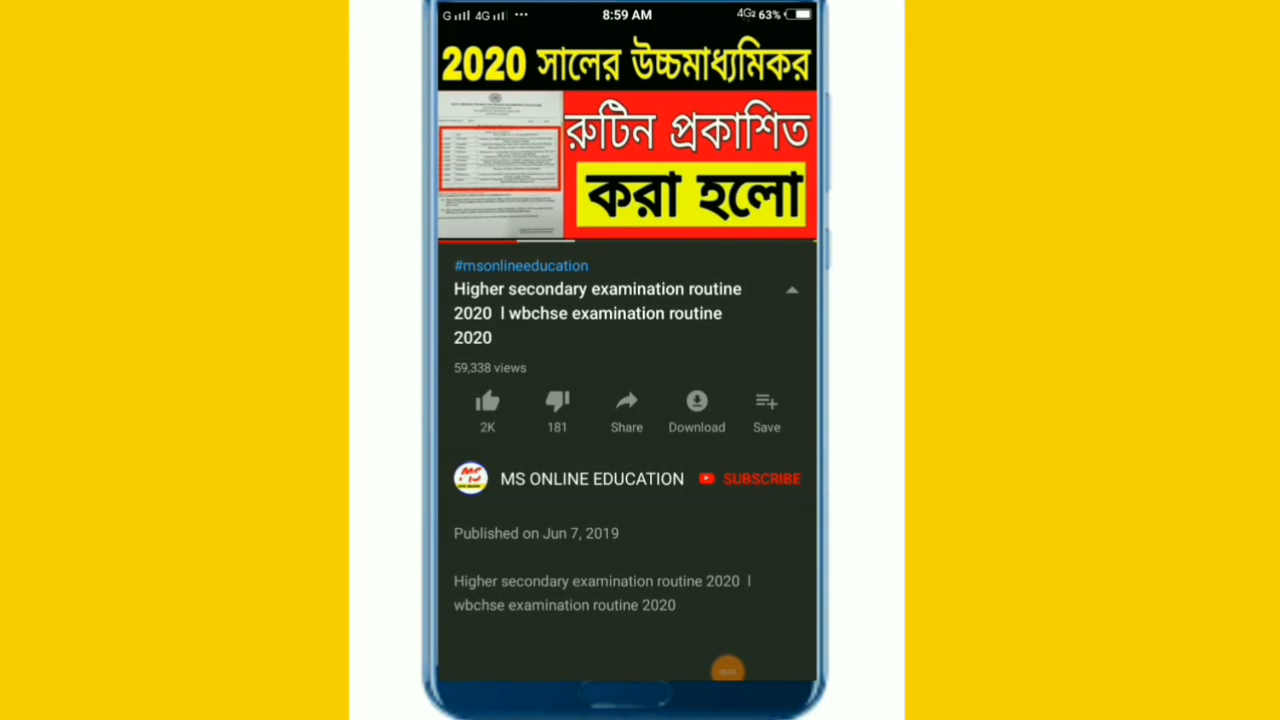 G 4G ... 8:59 AM 4G2 63%
2020 সালের উচ্চমাধ্যমিকর
রুটিন প্রকাশিত
করা হলো
#msonlineeducation
Higher secondary examination routine
2020 l wbchse examination routine
2020
59,338 views
2K 181 Share Download Save
MS ONLINE EDUCATION SUBSCRIBE
Published on Jun 7, 2019
Higher secondary examination routine 2020 l
wbchse examination routine 2020